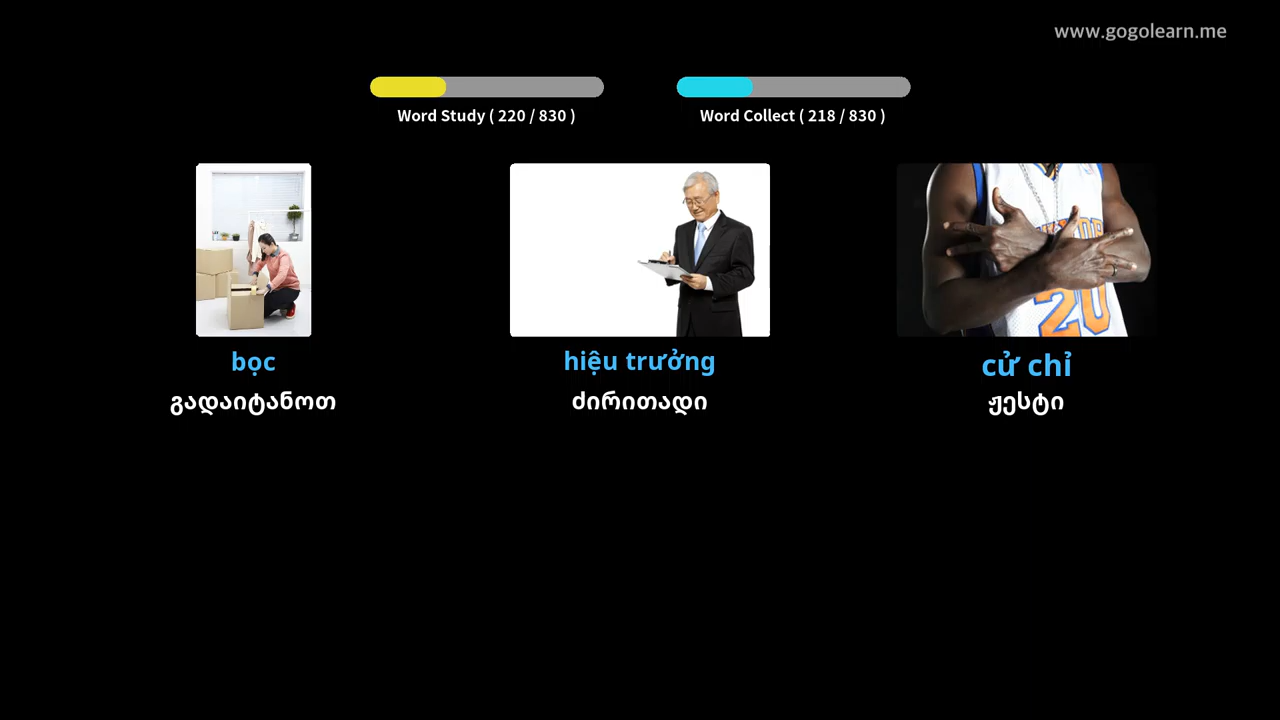 www.gogolearn.me
Word Study ( 220 / 830 )
Word Collect ( 218 / 830 )
bọc
hiệu trưởng
cử chỉ
გადაიტანოთ
ძირითადი
ჟესტი
20